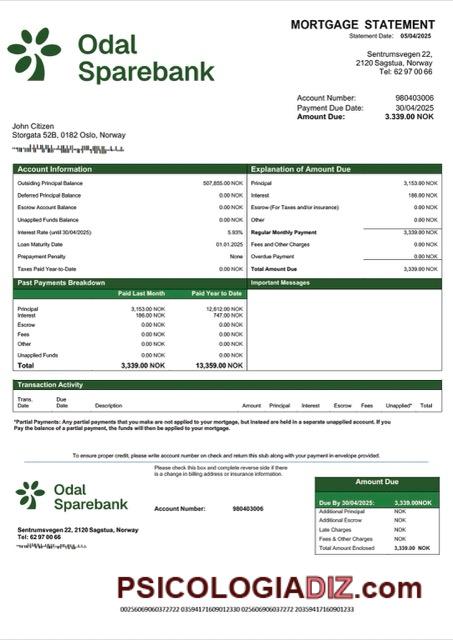 Odal
Sparebank
MORTGAGE STATEMENT
Statement Date: 05/04/2025
Sentrumsvegen 22,
2120 Sagstua, Norway
Tel: 62 97 00 66
Account Number: 980403006
Payment Due Date: 30/04/2025
Amount Due: 3.339.00 NOK
John Citizen
Storgata 52B, 0182 Oslo, Norway
Account Information
Outsiding Principal Balance 507,855.00 NOK
Deferred Principal Balance 0.00 NOK
Escrow Account Balance 0.00 NOK
Unapplied Funds Balance 0.00 NOK
Interest Rate (until 30/04/2025) 5.93%
Loan Maturity Date 01.01.2025
Prepayment Penalty None
Taxes Paid Year-to-Date 0.00 NOK
Explanation of Amount Due
Principal 3,153.00 NOK
Interest 186.00 NOK
Escrow (For Taxes and/or insurance) 0.00 NOK
Other 0.00 NOK
Regular Monthly Payment 3,339.00 NOK
Fees and Other Charges 0.00 NOK
Overdue Payment 0.00 NOK
Total Amount Due 3,339.00 NOK
Past Payments Breakdown
Paid Last Month Paid Year to Date
Principal 3,153.00 NOK 12,612.00 NOK
Interest 186.00 NOK 747.00 NOK
Escrow 0.00 NOK 0.00 NOK
Fees 0.00 NOK 0.00 NOK
Other 0.00 NOK 0.00 NOK
Unapplied Funds 0.00 NOK 0.00 NOK
Total 3,339.00 NOK 13,359.00 NOK
Important Messages
Transaction Activity
Trans. Date Due Date Description Amount Principal Interest Escrow Fees Unapplied* Total
*Partial Payments: Any partial payments that you make are not applied to your mortgage, but instead are held in a separate unapplied account. If you
Pay the balance of a partial payment, the funds will then be applied to your mortgage.
To ensure proper credit, please write account number on check and return this stub along with your payment in envelope provided.
Please check this box and complete reverse side if there
is a change in billing address or insurance information.
Odal
Sparebank
Account Number: 980403006
Sentrumsvegen 22, 2120 Sagstua, Norway
Tel: 62 97 00 66
Amount Due
Due By 30/04/2025: 3,339.00NOK
Additional Principal NOK
Additional Escrow NOK
Late Charges NOK
Fees & Other Charges NOK
Total Amount Enclosed 3,339.00 NOK
PSICOLOGIADIZ.com
00256069060372722 03594171609012330 0256069060372272 20359417160901233